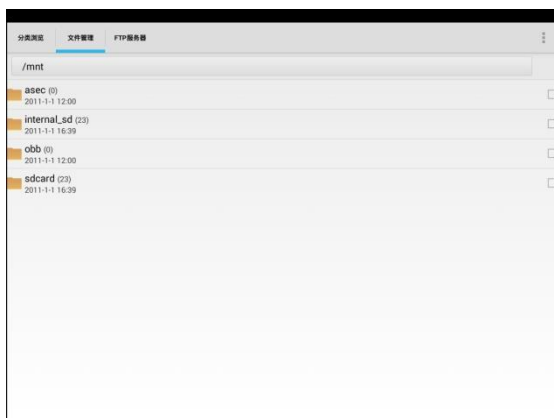 分类浏览 文件管理 FTP服务器
/mnt
asec (0)
2011-1-1 12:00
internal_sd (23)
2011-1-1 16:39
obb (0)
2011-1-1 12:00
sdcard (23)
2011-1-1 16:39